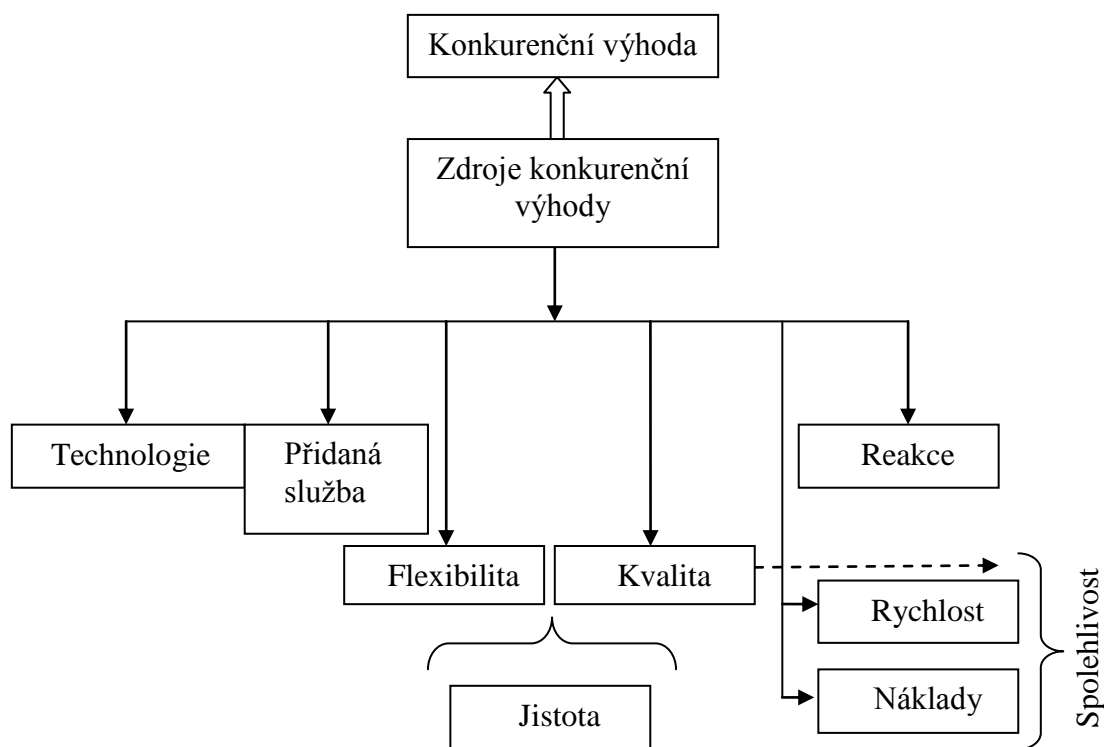 Konkurenční výhoda
Zdroje konkurenční
výhody
Technologie
Přidaná
služba
Reakce
Flexibilita
Kvalita
Rychlost
Náklady
Spolehlivost
Jistota